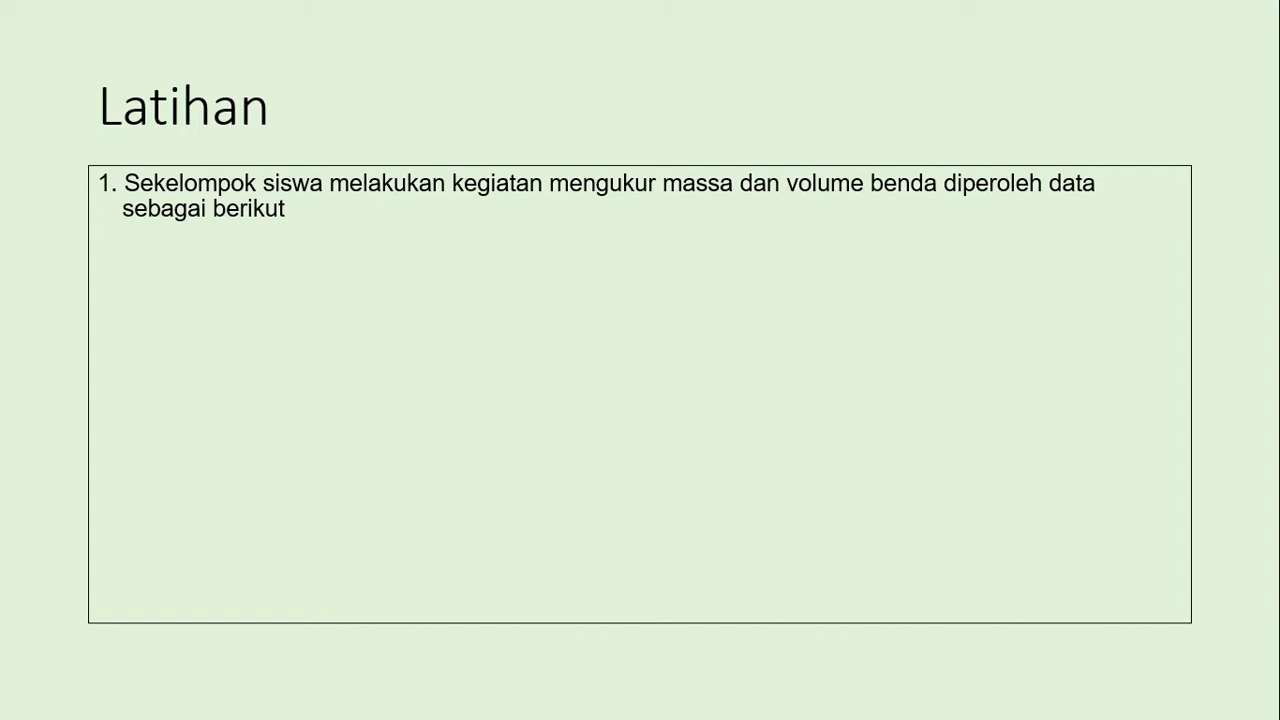 Latihan
1. Sekelompok siswa melakukan kegiatan mengukur massa dan volume benda diperoleh data
sebagai berikut